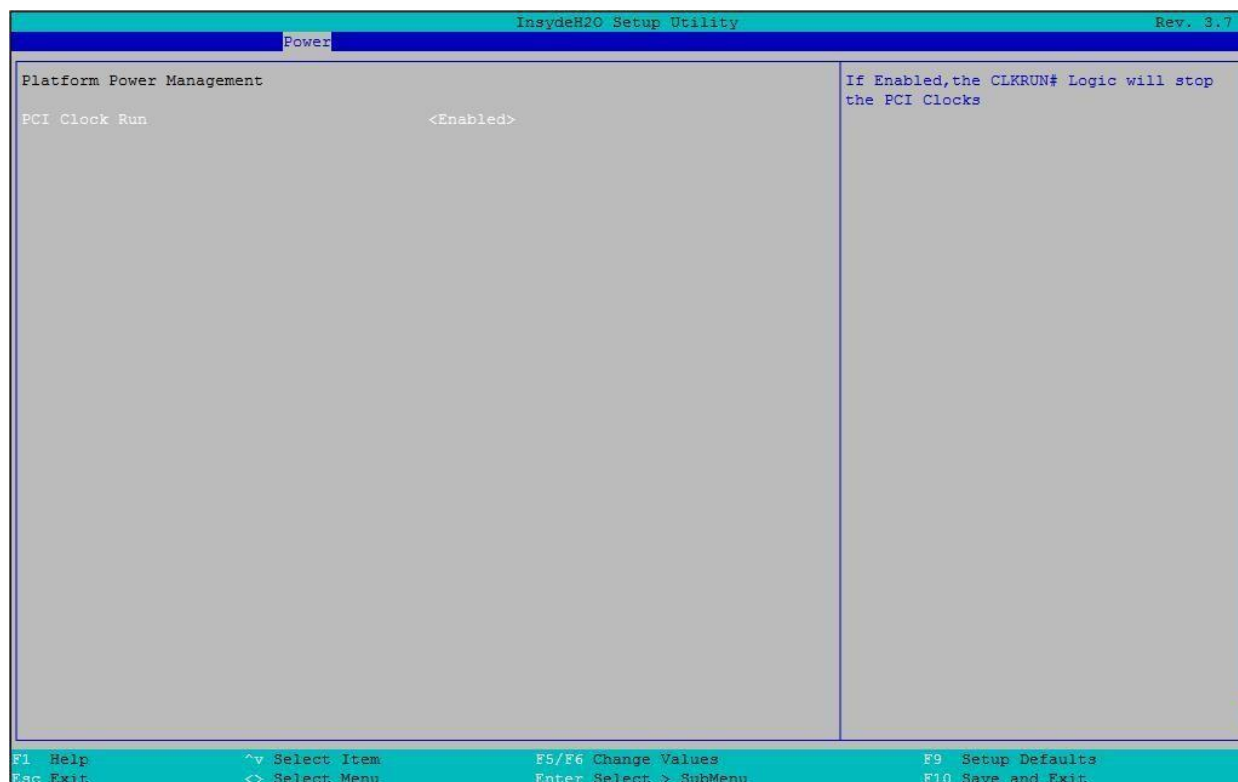 InsydeH2O Setup Utility Rev. 3.7
Power
Platform Power Management
PCI Clock Run <Enabled>
If Enabled,the CLKRUN# Logic will stop
the PCI Clocks
F1 Help ^v Select Item F5/F6 Change Values F9 Setup Defaults
Esc Exit <> Select Menu Enter Select > SubMenu F10 Save and Exit